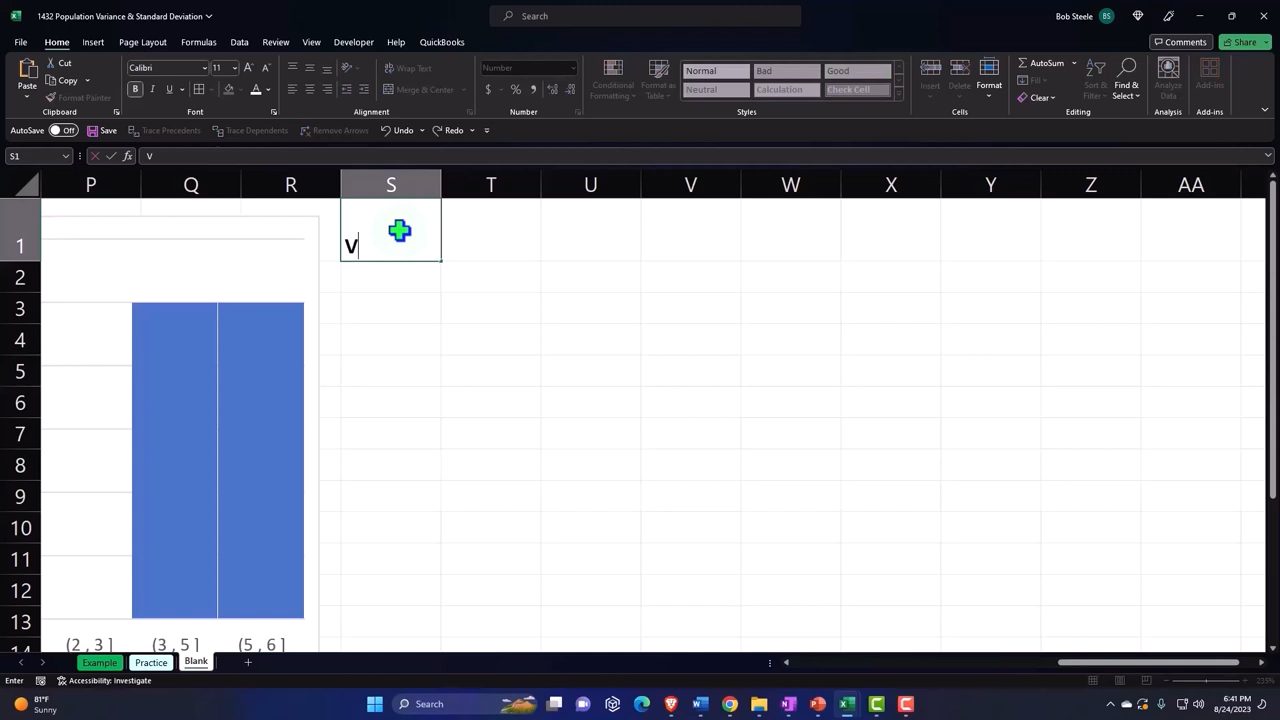 1432 Population Variance & Standard Deviation
Search
Bob Steele
BS
File Home Insert Page Layout Formulas Data Review View Developer Help QuickBooks
Comments
Share
Paste
Cut
Copy
Format Painter
Clipboard
Calibri
11
B I U
Font
Wrap Text
Merge & Center
Alignment
Number
$ % ,
Number
Conditional Formatting
Format as Table
Normal Bad Good
Neutral Calculation Check Cell
Styles
Insert Delete Format
Cells
AutoSum
Fill
Clear
Sort & Filter
Find & Select
Editing
Analyze Data
Analysis
Add-ins
Add-ins
AutoSave Off Save Trace Precedents Trace Dependents Remove Arrows Undo Redo
S1 fx V
P Q R S T U V W X Y Z AA
1 V
2
3
4
5
6
7
8
9
10
11
12
13
14
(2 , 3 ] (3 , 5 ] (5 , 6 ]
Example Practice Blank
Enter Accessibility: Investigate 235%
81°F
Sunny
Search
6:41 PM
8/24/2023